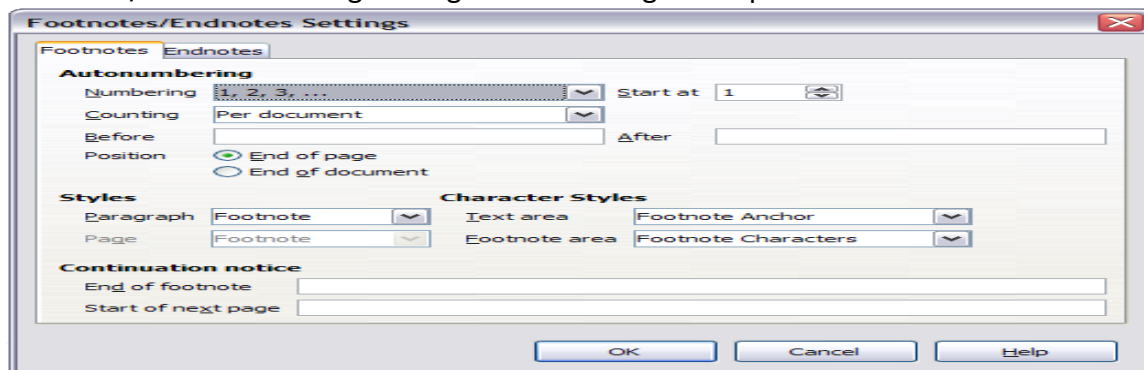 Footnotes/Endnotes Settings
Footnotes Endnotes
Autonumbering
Numbering 1, 2, 3, ... Start at 1
Counting Per document
Before After
Position End of page
End of document
Styles Character Styles
Paragraph Footnote Text area Footnote Anchor
Page Footnote Footnote area Footnote Characters
Continuation notice
End of footnote
Start of next page
OK Cancel Help